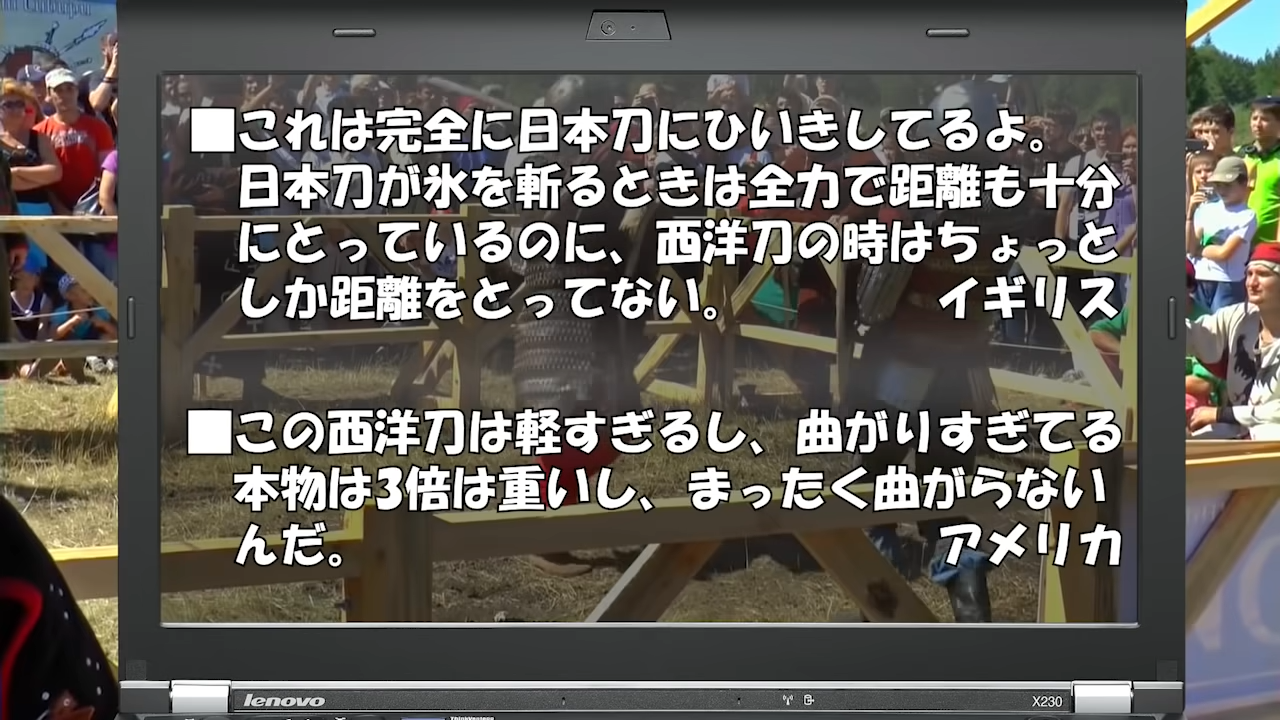 ■これは完全に日本刀にひいきしてるよ。
日本刀が氷を斬るときは全力で距離も十分
にとっているのに、西洋刀の時はちょっと
しか距離をとってない。 イギリス
■この西洋刀は軽すぎるし、曲がりすぎてる
本物は3倍は重いし、まったく曲がらない
んだ。 アメリカ
lenovo
X230